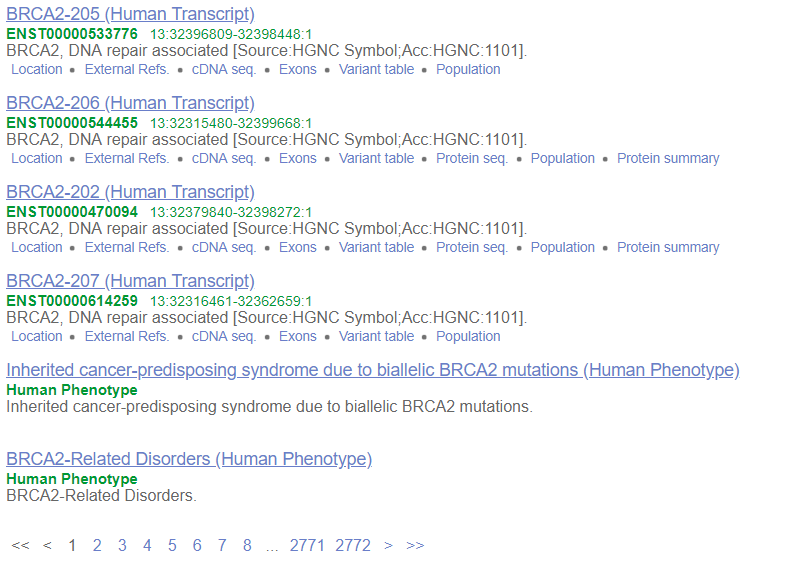 BRCA2-205 (Human Transcript)
ENST00000533776 13:32396809-32398448:1
BRCA2, DNA repair associated [Source:HGNC Symbol;Acc:HGNC:1101].
Location • External Refs. • cDNA seq. • Exons • Variant table • Population
BRCA2-206 (Human Transcript)
ENST00000544455 13:32315480-32399668:1
BRCA2, DNA repair associated [Source:HGNC Symbol;Acc:HGNC:1101].
Location • External Refs. • cDNA seq. • Exons • Variant table • Protein seq. • Population • Protein summary
BRCA2-202 (Human Transcript)
ENST00000470094 13:32379840-32398272:1
BRCA2, DNA repair associated [Source:HGNC Symbol;Acc:HGNC:1101].
Location • External Refs. • cDNA seq. • Exons • Variant table • Protein seq. • Population • Protein summary
BRCA2-207 (Human Transcript)
ENST00000614259 13:32316461-32362659:1
BRCA2, DNA repair associated [Source:HGNC Symbol;Acc:HGNC:1101].
Location • External Refs. • cDNA seq. • Exons • Variant table • Population
Inherited cancer-predisposing syndrome due to biallelic BRCA2 mutations (Human Phenotype)
Human Phenotype
Inherited cancer-predisposing syndrome due to biallelic BRCA2 mutations.
BRCA2-Related Disorders (Human Phenotype)
Human Phenotype
BRCA2-Related Disorders.
<< < 1 2 3 4 5 6 7 8 ... 2771 2772 > >>